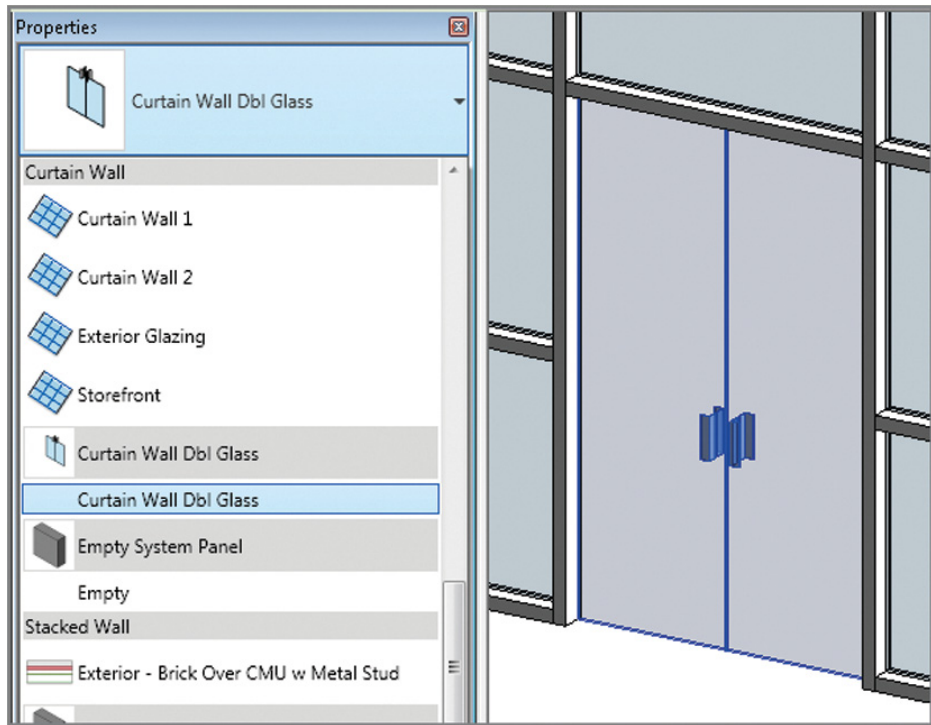 Properties
Curtain Wall Dbl Glass
Curtain Wall
Curtain Wall 1
Curtain Wall 2
Exterior Glazing
Storefront
Curtain Wall Dbl Glass
Curtain Wall Dbl Glass
Empty System Panel
Empty
Stacked Wall
Exterior - Brick Over CMU w Metal Stud